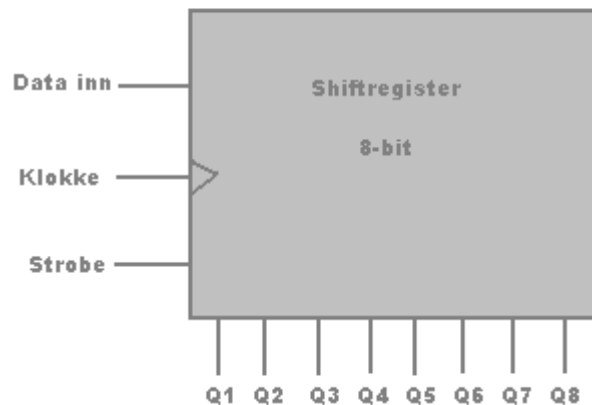 Data inn
Shiftregister
8-bit
Klokke
Strobe
Q1 Q2 Q3 Q4 Q5 Q6 Q7 Q8